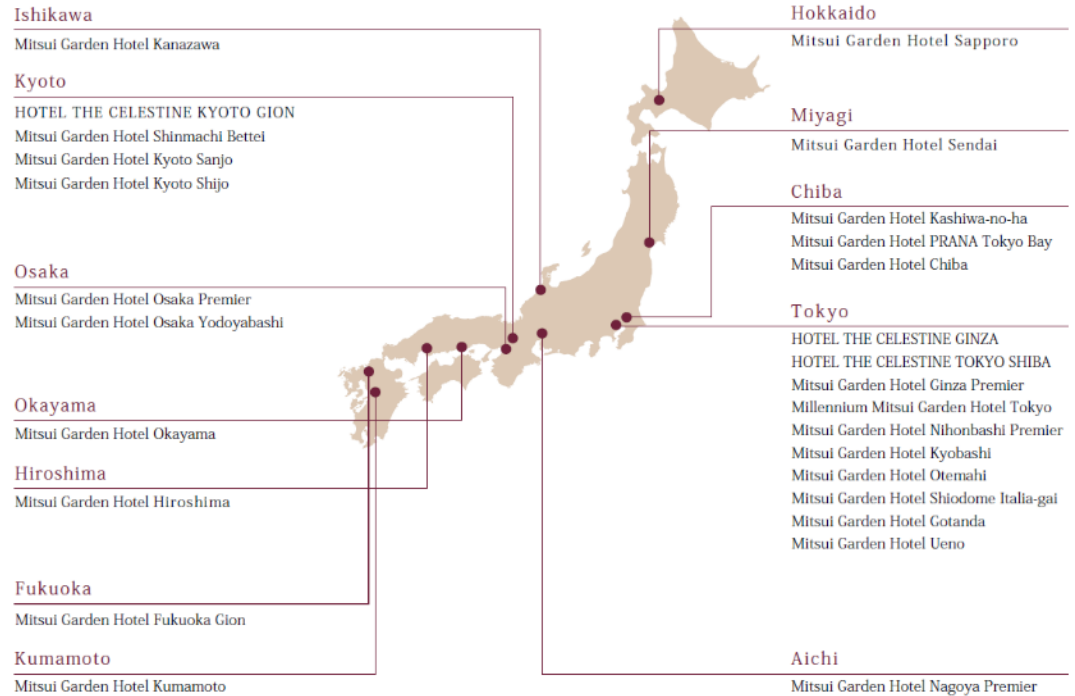 Ishikawa
Mitsui Garden Hotel Kanazawa
Kyoto
HOTEL THE CELESTINE KYOTO GION
Mitsui Garden Hotel Shinmachi Bettei
Mitsui Garden Hotel Kyoto Sanjo
Mitsui Garden Hotel Kyoto Shijo
Osaka
Mitsui Garden Hotel Osaka Premier
Mitsui Garden Hotel Osaka Yodoyabashi
Okayama
Mitsui Garden Hotel Okayama
Hiroshima
Mitsui Garden Hotel Hiroshima
Fukuoka
Mitsui Garden Hotel Fukuoka Gion
Kumamoto
Mitsui Garden Hotel Kumamoto
Hokkaido
Mitsui Garden Hotel Sapporo
Miyagi
Mitsui Garden Hotel Sendai
Chiba
Mitsui Garden Hotel Kashiwa-no-ha
Mitsui Garden Hotel PRANA Tokyo Bay
Mitsui Garden Hotel Chiba
Tokyo
HOTEL THE CELESTINE GINZA
HOTEL THE CELESTINE TOKYO SHIBA
Mitsui Garden Hotel Ginza Premier
Millennium Mitsui Garden Hotel Tokyo
Mitsui Garden Hotel Nihonbashi Premier
Mitsui Garden Hotel Kyobashi
Mitsui Garden Hotel Otemahi
Mitsui Garden Hotel Shiodome Italia-gai
Mitsui Garden Hotel Gotanda
Mitsui Garden Hotel Ueno
Aichi
Mitsui Garden Hotel Nagoya Premier